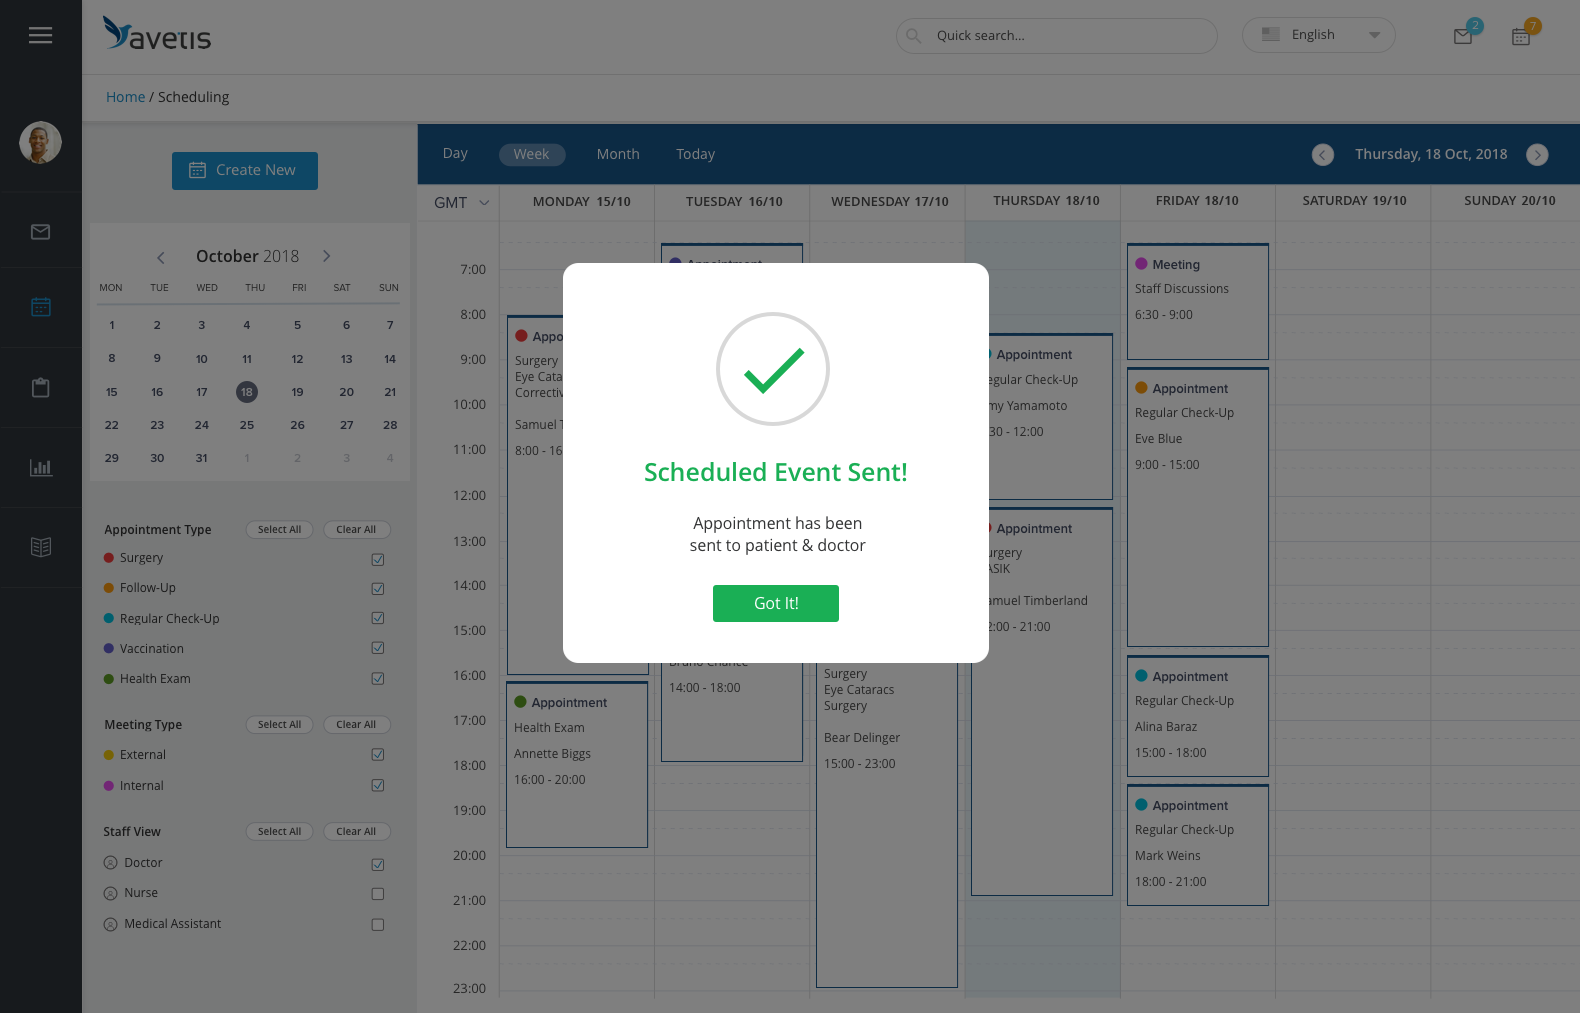 avetis
Quick search...
English
2
7
Home / Scheduling
Create New
Day
Week
Month
Today
Thursday, 18 Oct, 2018
October 2018
MON TUE WED THU FRI SAT SUN
1 2 3 4 5 6 7
8 9 10 11 12 13 14
15 16 17 18 19 20 21
22 23 24 25 26 27 28
29 30 31 1 2 3 4
Appointment Type
Select All
Clear All
Surgery
Follow-Up
Regular Check-Up
Vaccination
Health Exam
Meeting Type
Select All
Clear All
External
Internal
Staff View
Select All
Clear All
Doctor
Nurse
Medical Assistant
GMT
MONDAY 15/10
TUESDAY 16/10
WEDNESDAY 17/10
THURSDAY 18/10
FRIDAY 18/10
SATURDAY 19/10
SUNDAY 20/10
7:00
8:00
9:00
10:00
11:00
12:00
13:00
14:00
15:00
16:00
17:00
18:00
19:00
20:00
21:00
22:00
23:00
Appo
Surgery
Eye Cata
Correctiv
Samuel T
8:00 - 16
Appointment
Health Exam
Annette Biggs
16:00 - 20:00
Appointment
Bruno Chance
14:00 - 18:00
Surgery
Eye Cataracs
Surgery
Bear Delinger
15:00 - 23:00
Appointment
egular Check-Up
my Yamamoto
30 - 12:00
Appointment
urgery
ASIK
amuel Timberland
2:00 - 21:00
Meeting
Staff Discussions
6:30 - 9:00
Appointment
Regular Check-Up
Eve Blue
9:00 - 15:00
Appointment
Regular Check-Up
Alina Baraz
15:00 - 18:00
Appointment
Regular Check-Up
Mark Weins
18:00 - 21:00
Scheduled Event Sent!
Appointment has been
sent to patient & doctor
Got It!